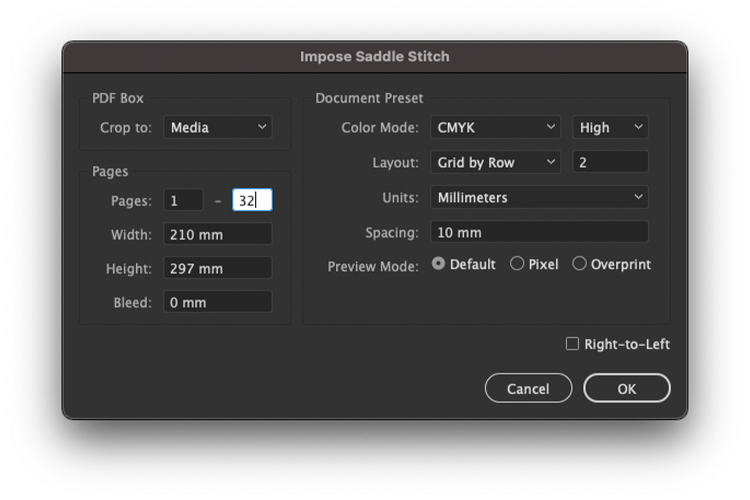 Impose Saddle Stitch
PDF Box
Crop to: Media
Pages
Pages: 1 - 32
Width: 210 mm
Height: 297 mm
Bleed: 0 mm
Document Preset
Color Mode: CMYK High
Layout: Grid by Row 2
Units: Millimeters
Spacing: 10 mm
Preview Mode: Default Pixel Overprint
Right-to-Left
Cancel OK